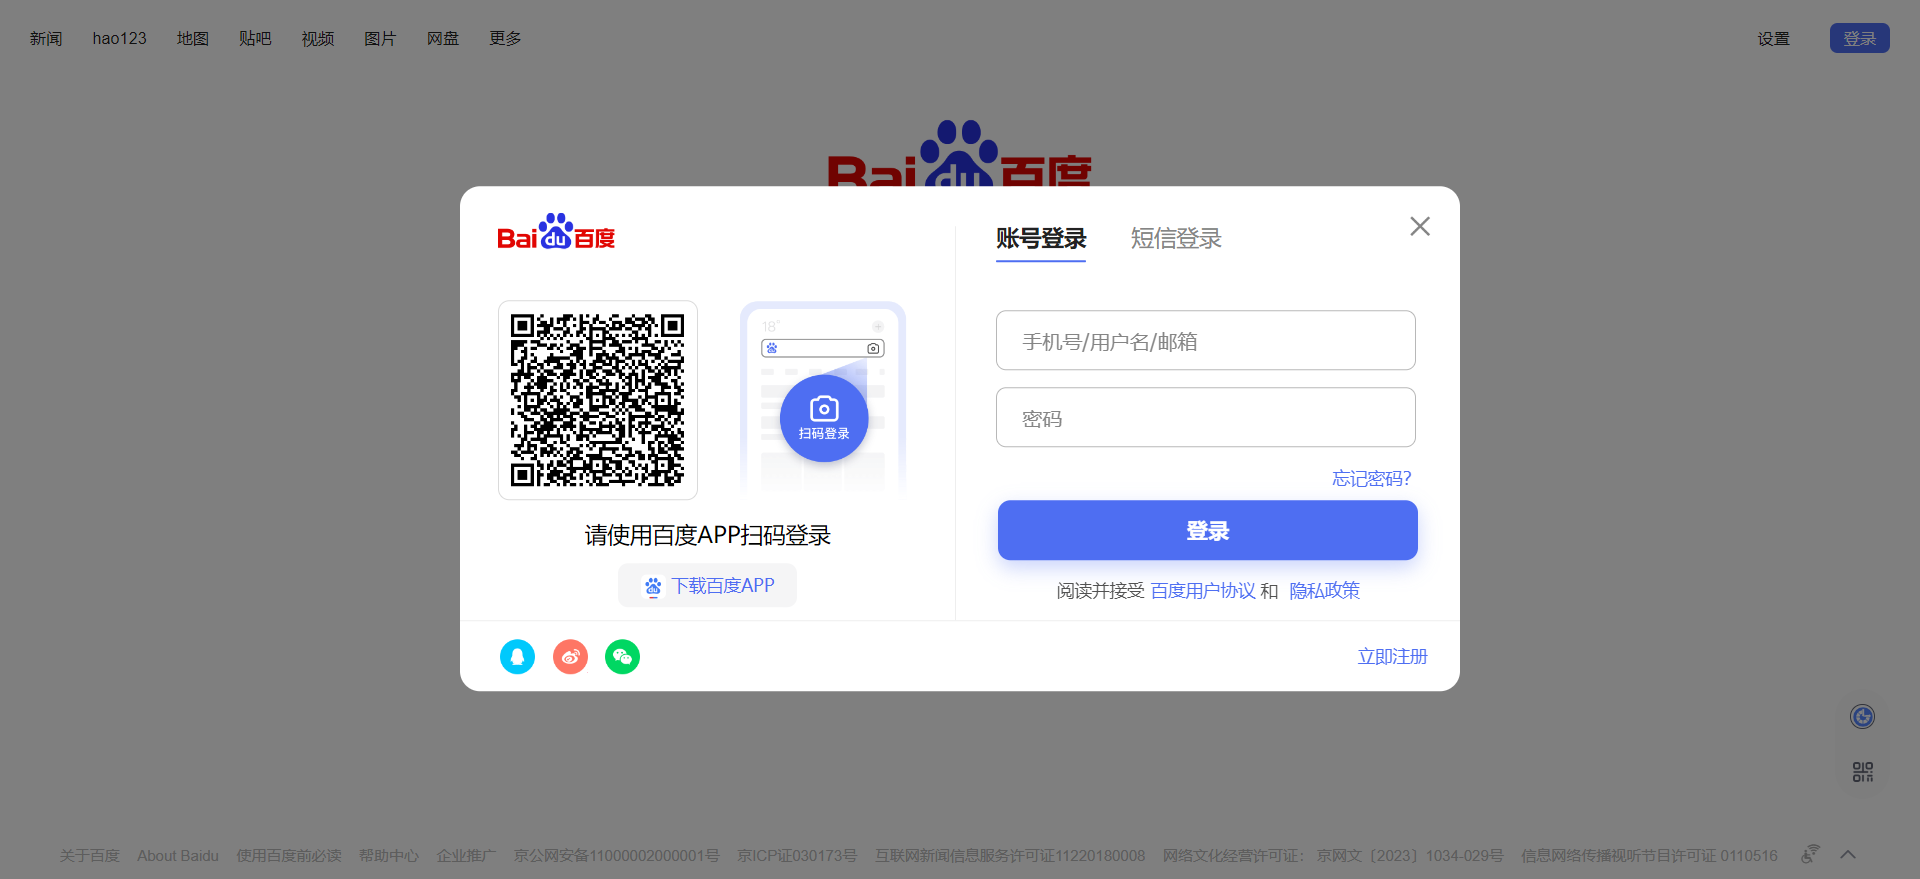 新闻 hao123 地图 贴吧 视频 图片 网盘 更多 设置 登录
Bai du 百度
Bai du 百度
18°
扫码登录
请使用百度APP扫码登录
下载百度APP
账号登录 短信登录
手机号/用户名/邮箱
密码
忘记密码?
登录
阅读并接受 百度用户协议 和 隐私政策
立即注册
关于百度 About Baidu 使用百度前必读 帮助中心 企业推广 京公网安备11000002000001号 京ICP证030173号 互联网新闻信息服务许可证11220180008 网络文化经营许可证: 京网文〔2023〕1034-029号 信息网络传播视听节目许可证 0110516